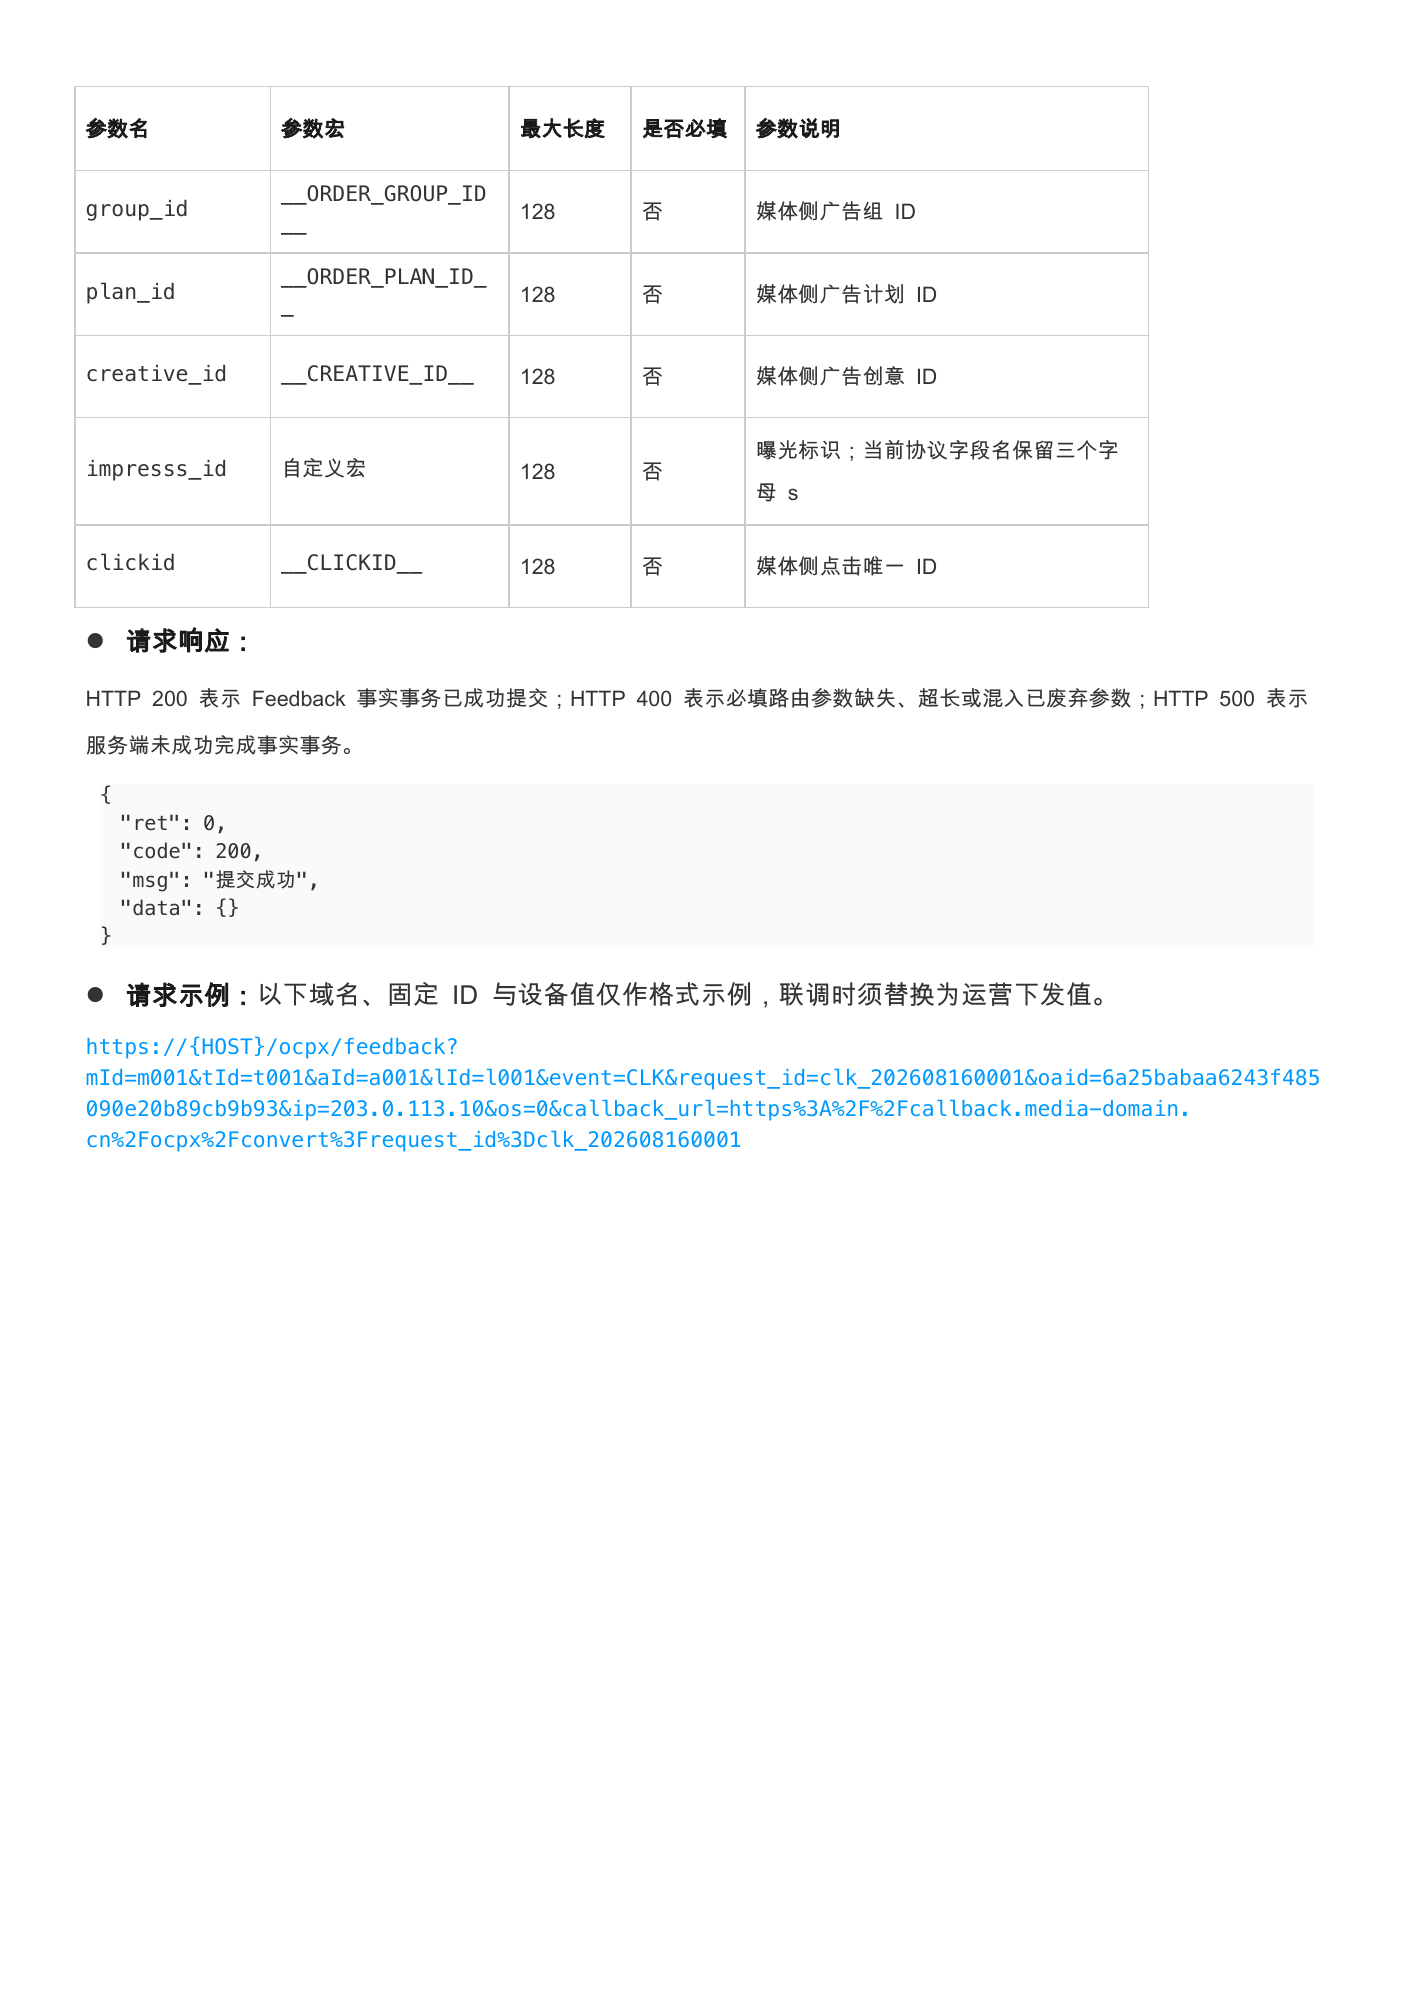 参数名 参数宏 最大长度 是否必填 参数说明
group_id __ORDER_GROUP_ID__ 128 否 媒体侧广告组 ID
plan_id __ORDER_PLAN_ID__ 128 否 媒体侧广告计划 ID
creative_id __CREATIVE_ID__ 128 否 媒体侧广告创意 ID
impresss_id 自定义宏 128 否 曝光标识；当前协议字段名保留三个字母 s
clickid __CLICKID__ 128 否 媒体侧点击唯一 ID
● 请求响应：
HTTP 200 表示 Feedback 事实事务已成功提交；HTTP 400 表示必填路由参数缺失、超长或混入已废弃参数；HTTP 500 表示
服务端未成功完成事实事务。
{
"ret": 0,
"code": 200,
"msg": "提交成功",
"data": {}
}
● 请求示例：以下域名、固定 ID 与设备值仅作格式示例，联调时须替换为运营下发值。
https://{HOST}/ocpx/feedback?
mId=m001&tId=t001&aId=a001&lId=l001&event=CLK&request_id=clk_202608160001&oaid=6a25babaa6243f485
090e20b89cb9b93&ip=203.0.113.10&os=0&callback_url=https%3A%2F%2Fcallback.media-domain.
cn%2Focpx%2Fconvert%3Frequest_id%3Dclk_202608160001